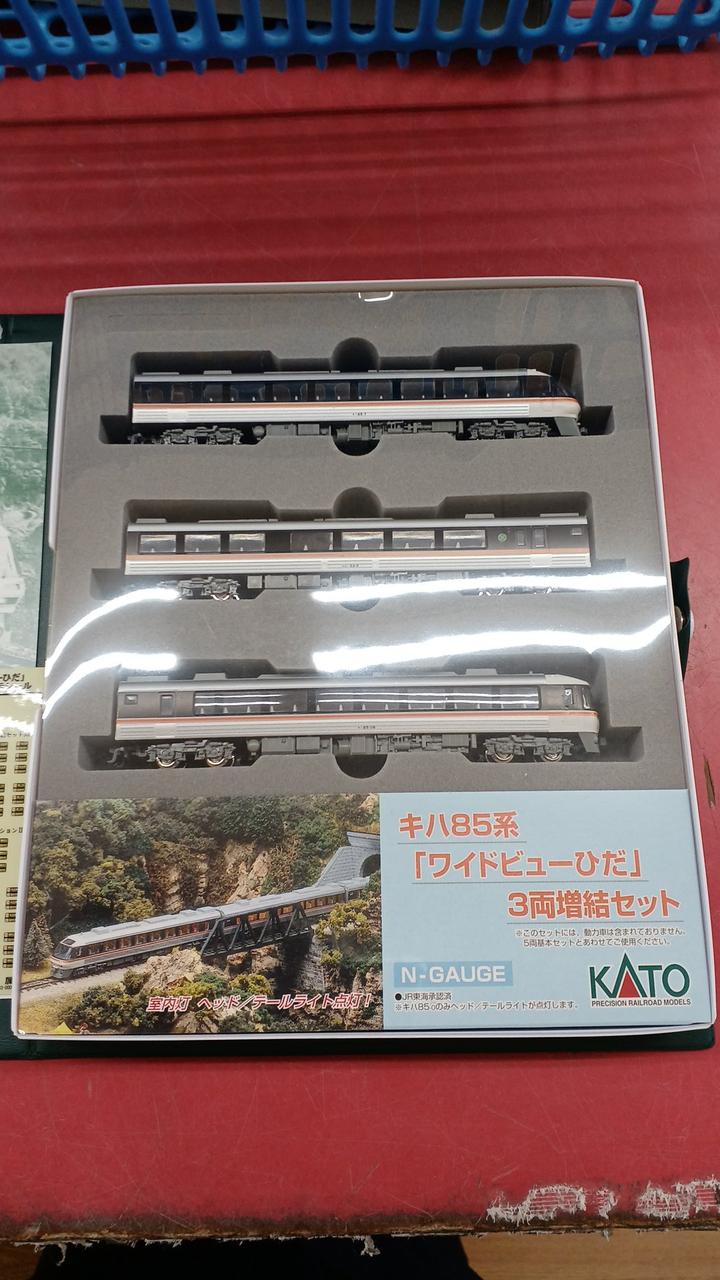 キハ85系
「ワイドビューひだ」
3両増結セット
※このセットには、動力車は含まれておりません。
5両基本セットとあわせてご使用ください。
N-GAUGE
KATO
PRECISION RAILROAD MODELS
●JR東海承認済
※キハ85のみヘッド/テールライトが点灯します。
室内灯 ヘッド/テールライト点灯!
ーひだ」